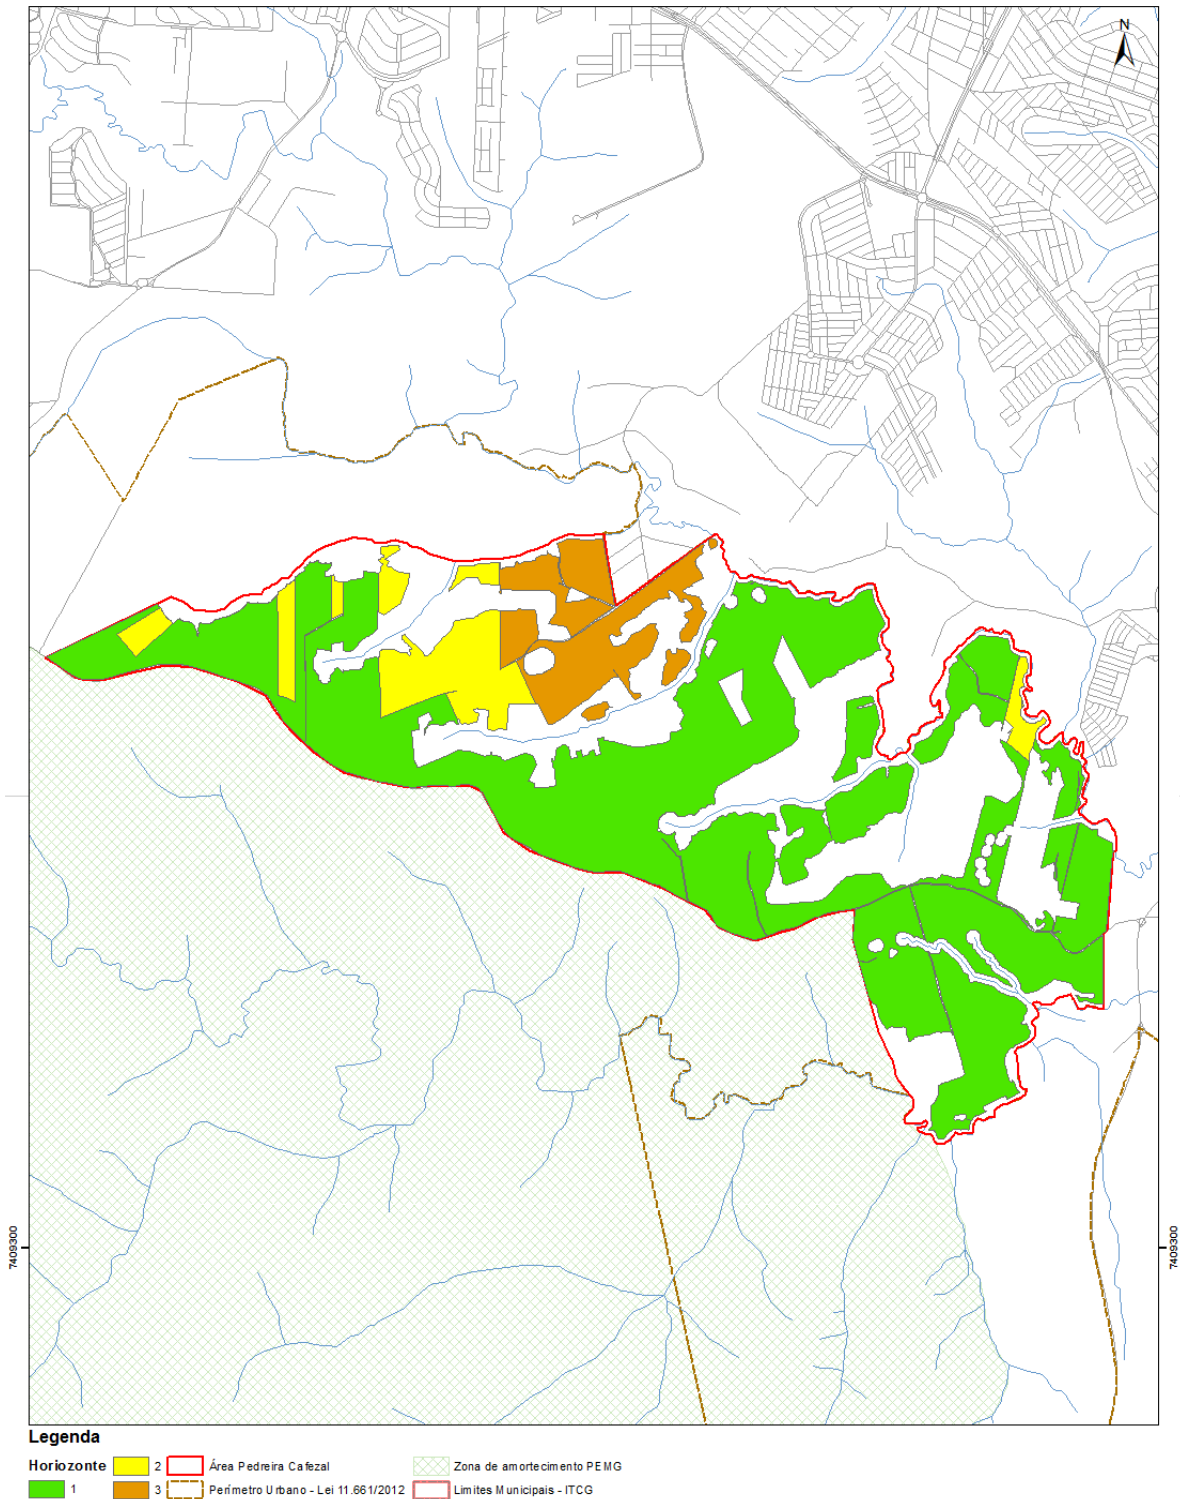 N
7409300
7409300
Legenda
Horiozonte
2
Área Pedreira Cafezal
Zona de amortecimento PEMG
1
3
Perímetro Urbano - Lei 11.661/2012
Limites Municipais - ITCG